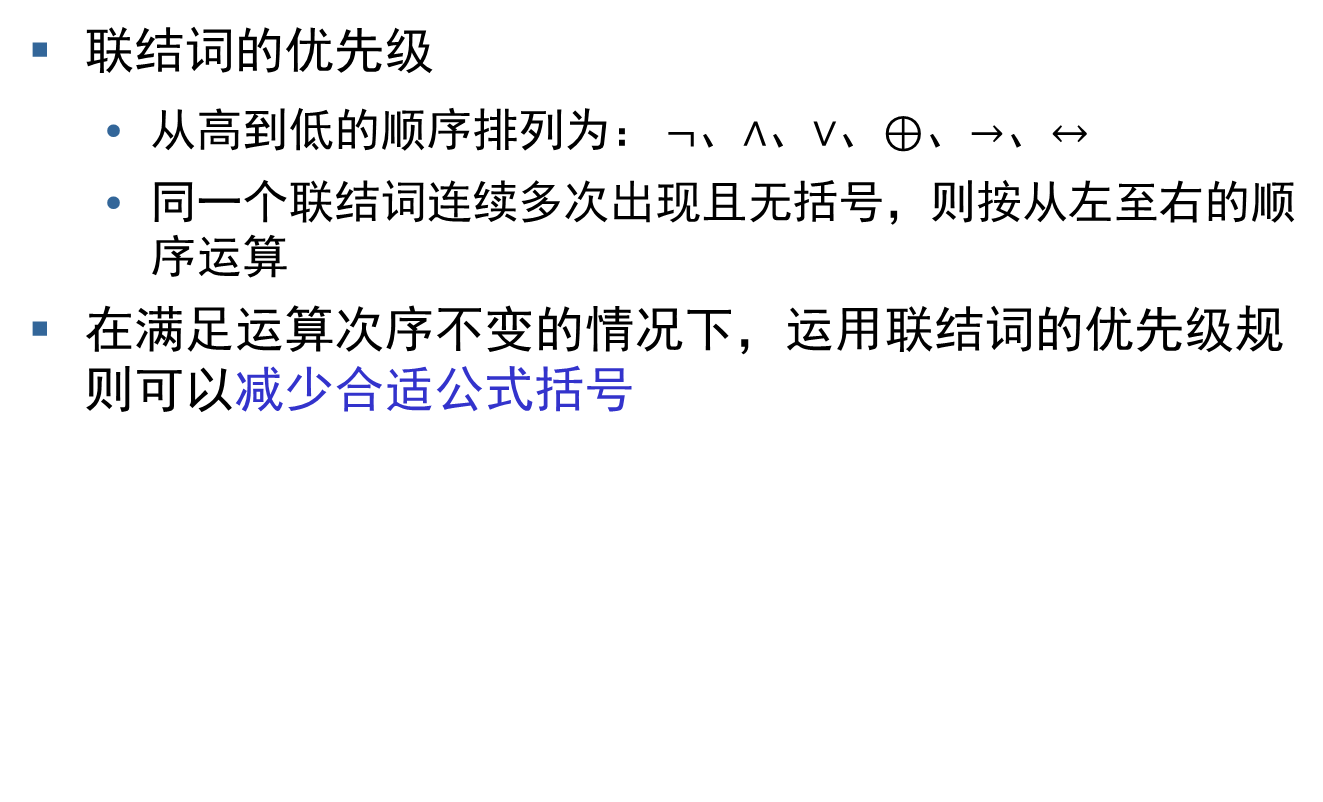 ▪ 联结词的优先级
• 从高到低的顺序排列为：¬、∧、∨、⊕、→、↔
• 同一个联结词连续多次出现且无括号，则按从左至右的顺
序运算
▪ 在满足运算次序不变的情况下，运用联结词的优先级规
则可以减少合适公式括号